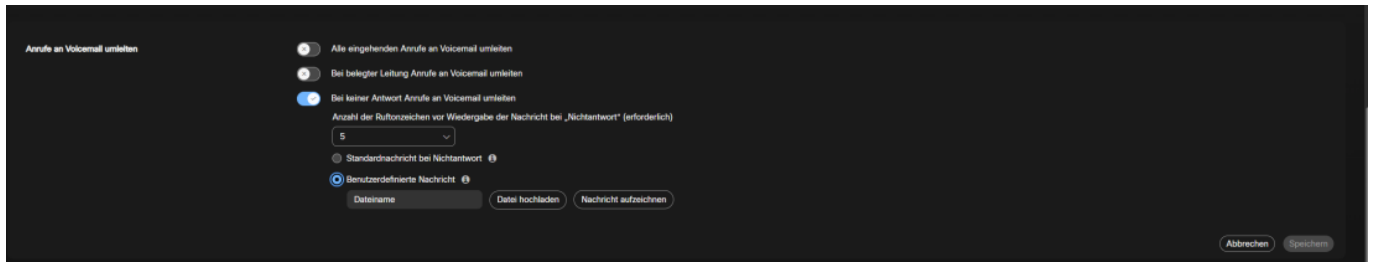 Anrufe an Voicemail umleiten
Alle eingehenden Anrufe an Voicemail umleiten
Bei belegter Leitung Anrufe an Voicemail umleiten
Bei keiner Antwort Anrufe an Voicemail umleiten
Anzahl der Ruftonzeichen vor Wiedergabe der Nachricht bei „Nichtantwort“ (erforderlich)
5
Standardnachricht bei Nichtantwort
Benutzerdefinierte Nachricht
Dateiname Datei hochladen Nachricht aufzeichnen
Abbrechen Speichern